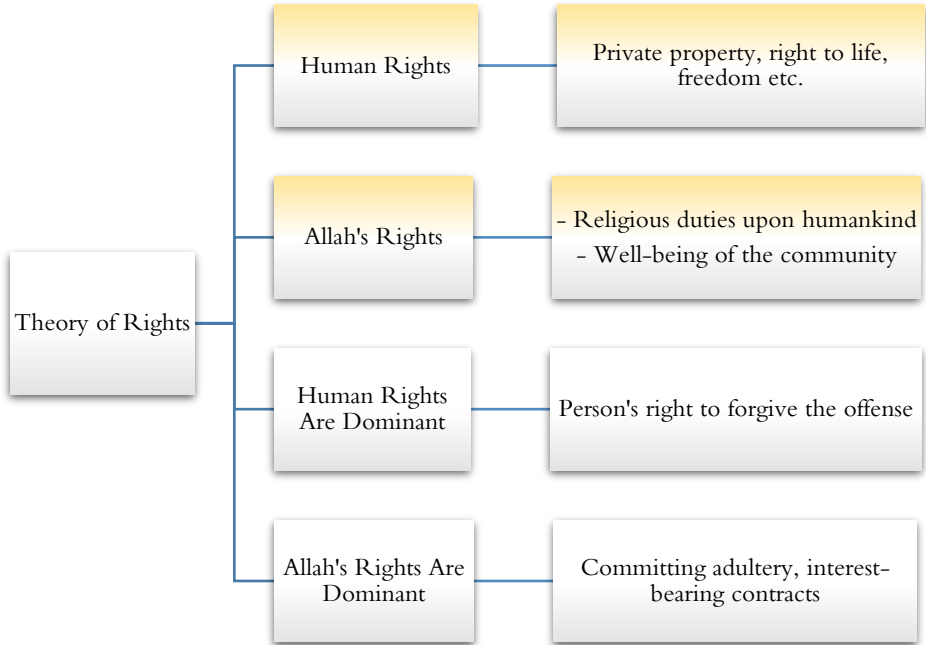 Human Rights
Private property, right to life,
freedom etc.
Allah's Rights
- Religious duties upon humankind
- Well-being of the community
Theory of Rights
Human Rights
Are Dominant
Person's right to forgive the offense
Allah's Rights Are
Dominant
Committing adultery, interest-
bearing contracts